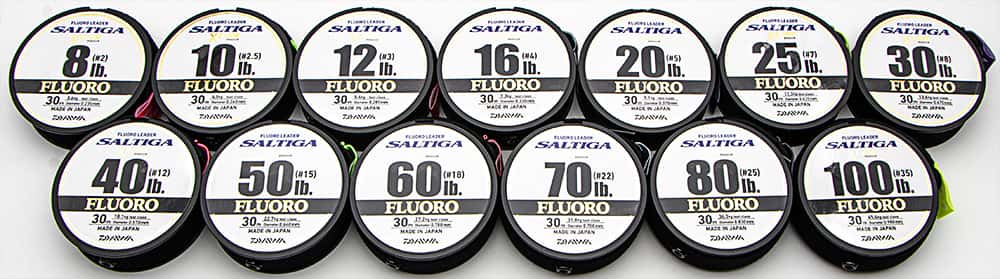 FLUORO LEADER
SALTIGA
8 lb. (#2)
FLUORO
30m
MADE IN JAPAN
DAIWA
FLUORO LEADER
SALTIGA
10 lb. (#2.5)
FLUORO
30m
MADE IN JAPAN
DAIWA
FLUORO LEADER
SALTIGA
12 lb. (#3)
FLUORO
30m
MADE IN JAPAN
DAIWA
FLUORO LEADER
SALTIGA
16 lb. (#4)
FLUORO
30m
MADE IN JAPAN
DAIWA
FLUORO LEADER
SALTIGA
20 lb. (#5)
FLUORO
30m
MADE IN JAPAN
DAIWA
FLUORO LEADER
SALTIGA
25 lb. (#7)
FLUORO
30m
MADE IN JAPAN
DAIWA
FLUORO LEADER
SALTIGA
30 lb. (#8)
FLUORO
30m
MADE IN JAPAN
DAIWA
FLUORO LEADER
SALTIGA
40 lb. (#12)
FLUORO
30m
MADE IN JAPAN
DAIWA
FLUORO LEADER
SALTIGA
50 lb. (#15)
FLUORO
30m
MADE IN JAPAN
DAIWA
FLUORO LEADER
SALTIGA
60 lb. (#18)
FLUORO
30m
MADE IN JAPAN
DAIWA
FLUORO LEADER
SALTIGA
70 lb. (#22)
FLUORO
30m
MADE IN JAPAN
DAIWA
FLUORO LEADER
SALTIGA
80 lb. (#25)
FLUORO
30m
MADE IN JAPAN
DAIWA
FLUORO LEADER
SALTIGA
100 lb. (#35)
FLUORO
30m
MADE IN JAPAN
DAIWA